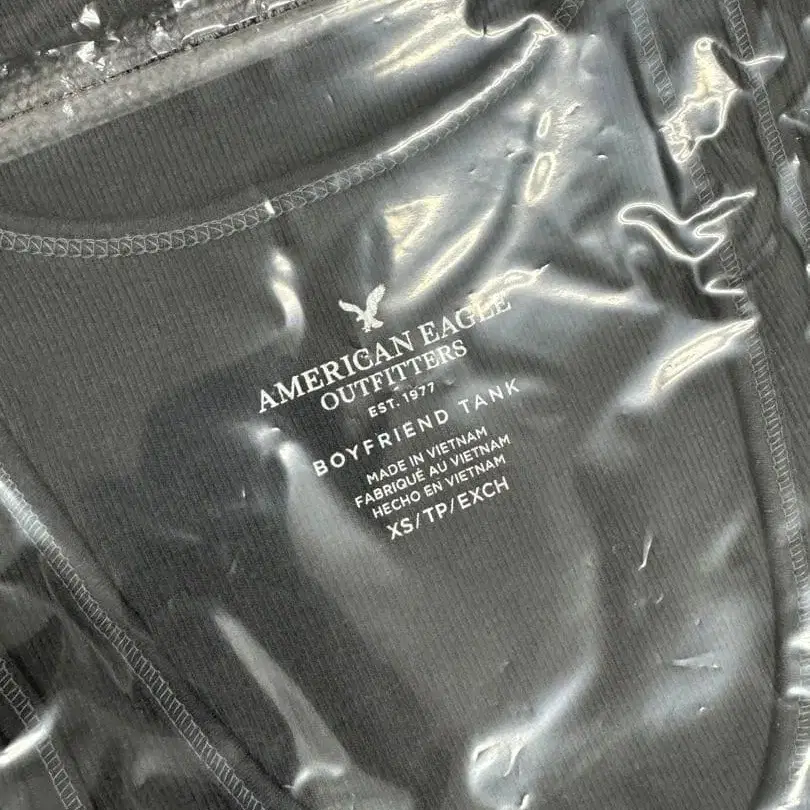 AMERICAN EAGLE
OUTFITTERS
EST. 1977
BOYFRIEND TANK
MADE IN VIETNAM
FABRIQUÉ AU VIETNAM
HECHO EN VIETNAM
XS/TP/EXCH